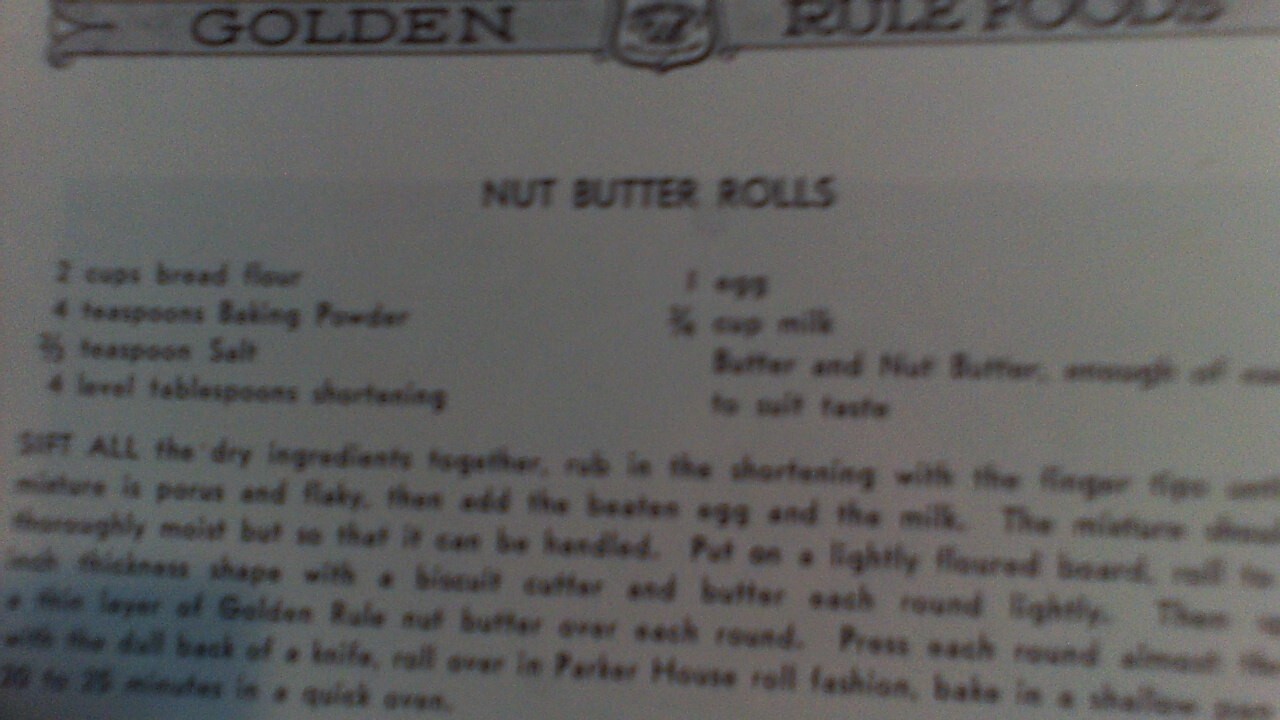 GOLDEN RULE FOODS
NUT BUTTER ROLLS
2 cups bread flour
4 teaspoons Baking Powder
⅔ teaspoon Salt
4 level tablespoons shortening
1 egg
¾ cup milk
Butter and Nut Butter, enough of
to suit taste
SIFT ALL the dry ingredients together, rub in the shortening with the finger tips
mixture is porus and flaky, then add the beaten egg and the milk. The mixture
thoroughly moist but so that it can be handled. Put on a lightly floured board, roll to
inch thickness shape with a biscuit cutter and butter each round lightly. Then
a thin layer of Golden Rule nut butter over each round. Press each round almost
with the dull back of a knife, roll over in Parker House roll fashion, bake in a shallow pan
20 to 25 minutes in a quick oven.